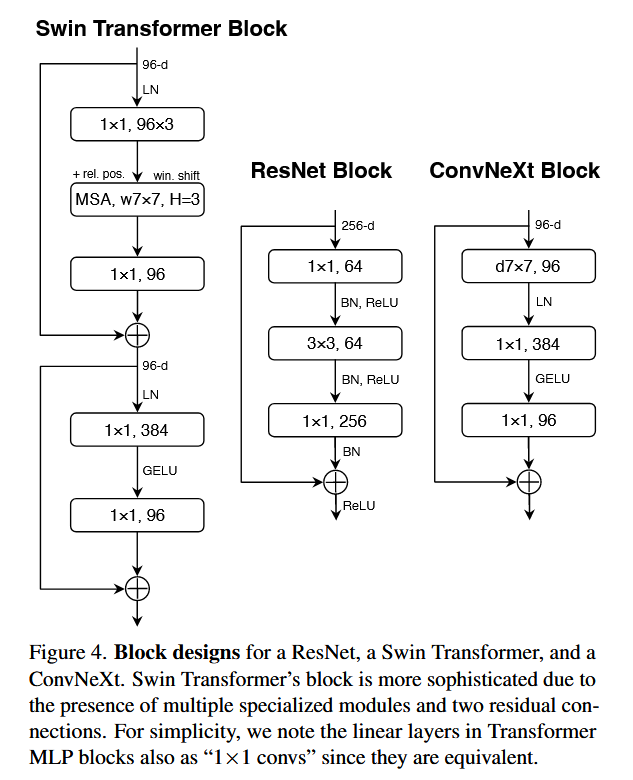 Swin Transformer Block
96-d
LN
1×1, 96×3
+ rel. pos.
win. shift
MSA, w7×7, H=3
1×1, 96
96-d
LN
1×1, 384
GELU
1×1, 96
ResNet Block
256-d
1×1, 64
BN, ReLU
3×3, 64
BN, ReLU
1×1, 256
BN
ReLU
ConvNeXt Block
96-d
d7×7, 96
LN
1×1, 384
GELU
1×1, 96
Figure 4. Block designs for a ResNet, a Swin Transformer, and a
ConvNeXt. Swin Transformer’s block is more sophisticated due to
the presence of multiple specialized modules and two residual con-
nections. For simplicity, we note the linear layers in Transformer
MLP blocks also as “1×1 convs” since they are equivalent.